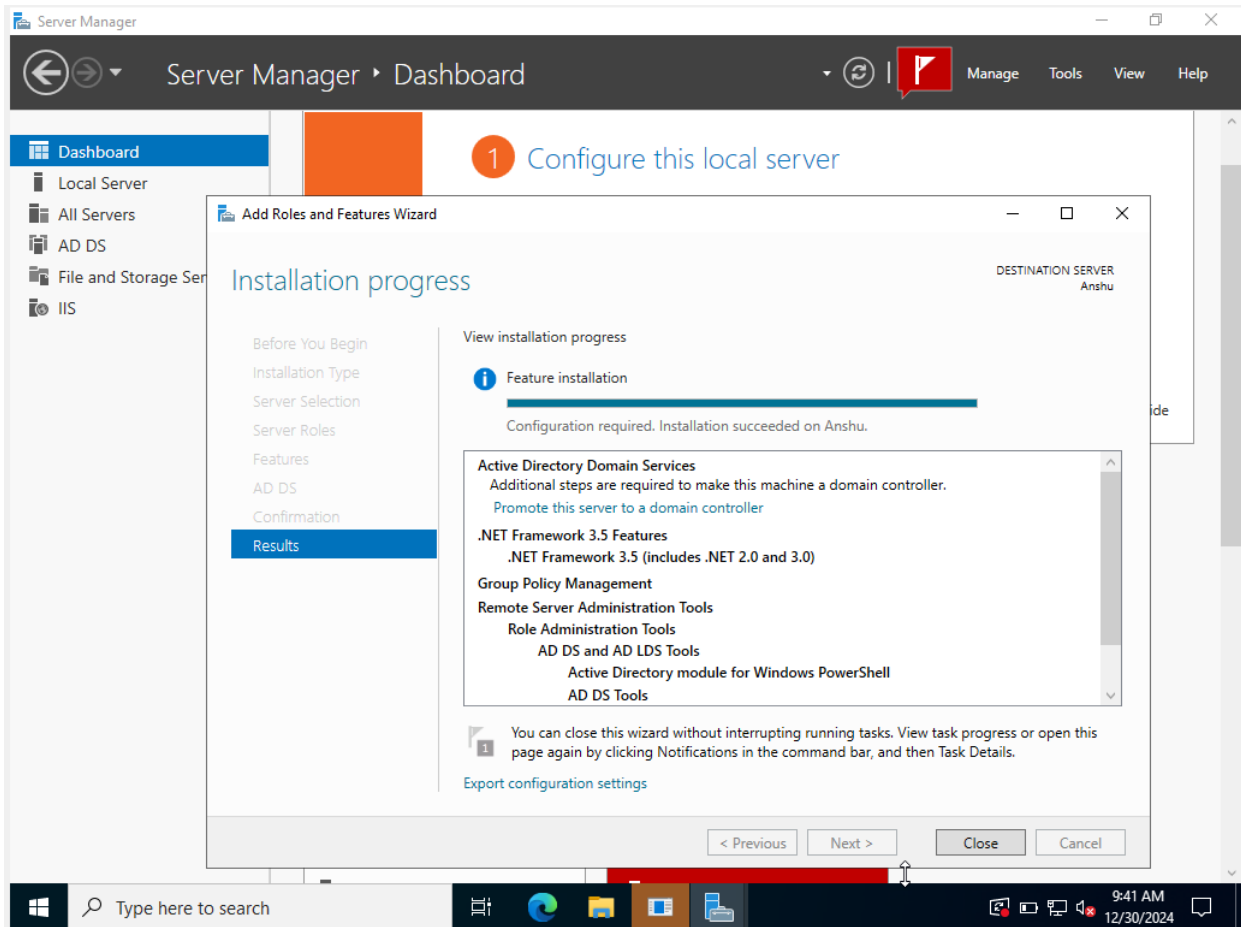 Server Manager
Server Manager ‣ Dashboard
Manage Tools View Help
Dashboard
Local Server
All Servers
AD DS
File and Storage Ser
IIS
1 Configure this local server
ide
Add Roles and Features Wizard
Installation progress
DESTINATION SERVER
Anshu
Before You Begin
Installation Type
Server Selection
Server Roles
Features
AD DS
Confirmation
Results
View installation progress
Feature installation
Configuration required. Installation succeeded on Anshu.
Active Directory Domain Services
Additional steps are required to make this machine a domain controller.
Promote this server to a domain controller
.NET Framework 3.5 Features
.NET Framework 3.5 (includes .NET 2.0 and 3.0)
Group Policy Management
Remote Server Administration Tools
Role Administration Tools
AD DS and AD LDS Tools
Active Directory module for Windows PowerShell
AD DS Tools
1
You can close this wizard without interrupting running tasks. View task progress or open this
page again by clicking Notifications in the command bar, and then Task Details.
Export configuration settings
< Previous Next > Close Cancel
Type here to search
9:41 AM
12/30/2024